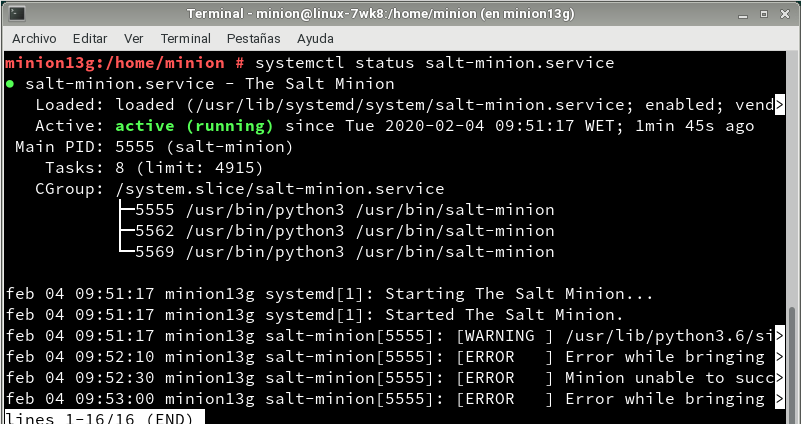 Terminal - minion@linux-7wk8:/home/minion (en minion13g)
Archivo Editar Ver Terminal Pestañas Ayuda
minion13g:/home/minion # systemctl status salt-minion.service
● salt-minion.service - The Salt Minion
   Loaded: loaded (/usr/lib/systemd/system/salt-minion.service; enabled; vend>
   Active: active (running) since Tue 2020-02-04 09:51:17 WET; 1min 45s ago
 Main PID: 5555 (salt-minion)
    Tasks: 8 (limit: 4915)
   CGroup: /system.slice/salt-minion.service
           ├─5555 /usr/bin/python3 /usr/bin/salt-minion
           ├─5562 /usr/bin/python3 /usr/bin/salt-minion
           └─5569 /usr/bin/python3 /usr/bin/salt-minion
feb 04 09:51:17 minion13g systemd[1]: Starting The Salt Minion...
feb 04 09:51:17 minion13g systemd[1]: Started The Salt Minion.
feb 04 09:51:17 minion13g salt-minion[5555]: [WARNING ] /usr/lib/python3.6/si>
feb 04 09:52:10 minion13g salt-minion[5555]: [ERROR   ] Error while bringing >
feb 04 09:52:30 minion13g salt-minion[5555]: [ERROR   ] Minion unable to succ>
feb 04 09:53:00 minion13g salt-minion[5555]: [ERROR   ] Error while bringing >
lines 1-16/16 (END)